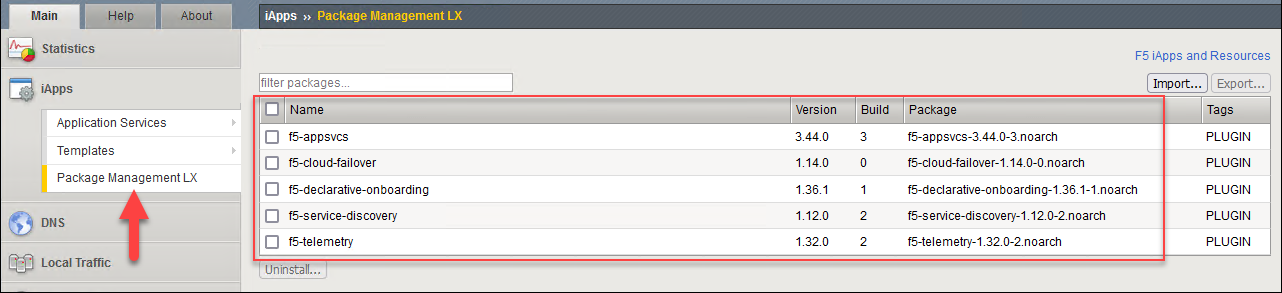 Main Help About iApps ›› Package Management LX
Statistics
F5 iApps and Resources
iApps
filter packages... Import... Export...
Name Version Build Package Tags
Application Services
f5-appsvcs 3.44.0 3 f5-appsvcs-3.44.0-3.noarch PLUGIN
Templates
f5-cloud-failover 1.14.0 0 f5-cloud-failover-1.14.0-0.noarch PLUGIN
Package Management LX
f5-declarative-onboarding 1.36.1 1 f5-declarative-onboarding-1.36.1-1.noarch PLUGIN
DNS
f5-service-discovery 1.12.0 2 f5-service-discovery-1.12.0-2.noarch PLUGIN
f5-telemetry 1.32.0 2 f5-telemetry-1.32.0-2.noarch PLUGIN
Local Traffic
Uninstall...